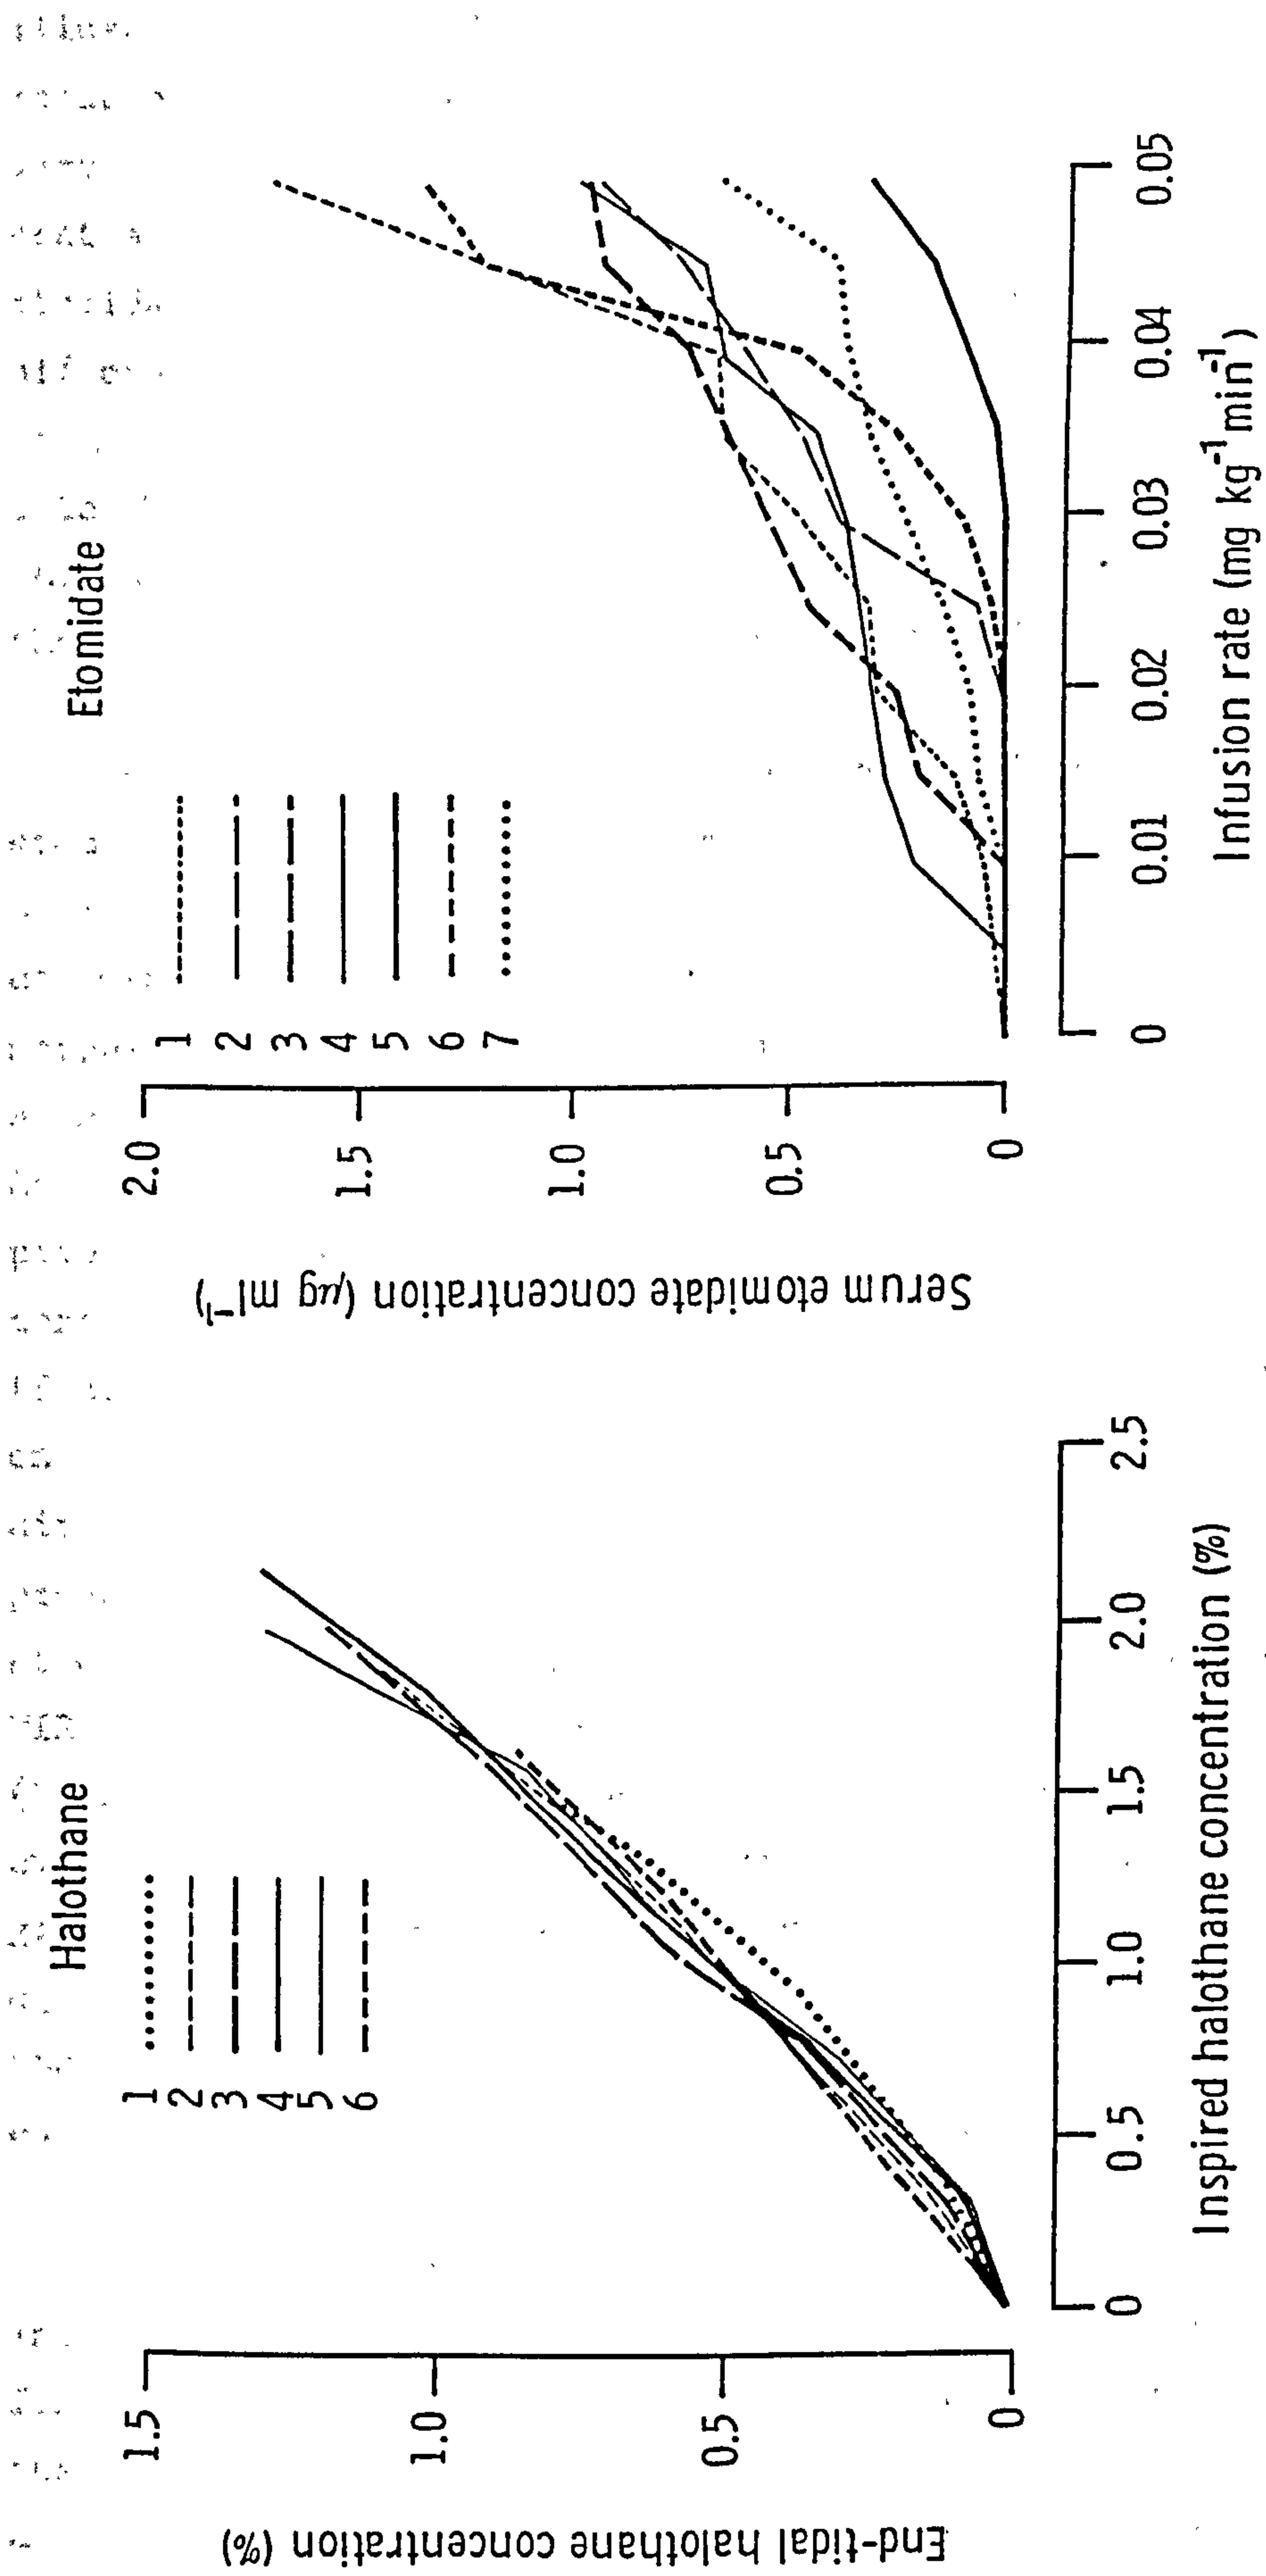 Halothane
1
2
3
4
5
6
End-tidal halothane concentration (%)
1.5
1.0
0.5
0
0 0.5 1.0 1.5 2.0 2.5
Inspired halothane concentration (%)
Etomidate
1
2
3
4
5
6
7
Serum etomidate concentration (μg ml⁻¹)
2.0
1.5
1.0
0.5
0
0 0.01 0.02 0.03 0.04 0.05
Infusion rate (mg kg⁻¹ min⁻¹)